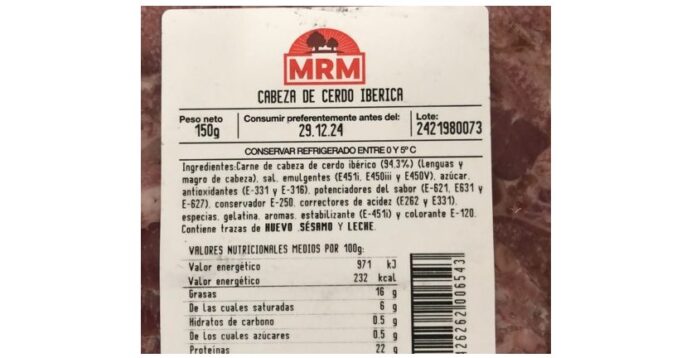 MRM
CABEZA DE CERDO IBERICA
Peso neto
150g
Consumir preferentemente antes del:
29.12.24
Lote:
2421980073
CONSERVAR REFRIGERADO ENTRE 0 Y 5º C
Ingredientes:Carne de cabeza de cerdo ibérico (94.3%) (Lenguas y
magro de cabeza), sal, emulgentes (E451i, E450iii y E450V), azúcar,
antioxidantes (E-331 y E-316), potenciadores del sabor (E-621, E631 y
E-627), conservador E-250, correctores de acidez (E262 y E331),
especias, gelatina, aromas, estabilizante (E-451i) y colorante E-120.
Contiene trazas de HUEVO ,SÉSAMO Y LECHE.
VALORES NUTRICIONALES MEDIOS POR 100g:
Valor energético 971 kJ
Valor energético 232 kcal
Grasas 16 g
De las cuales saturadas 6 g
Hidratos de carbono 0.5 g
De los cuales azúcares 0.5 g
Proteínas 22 g
426262006543